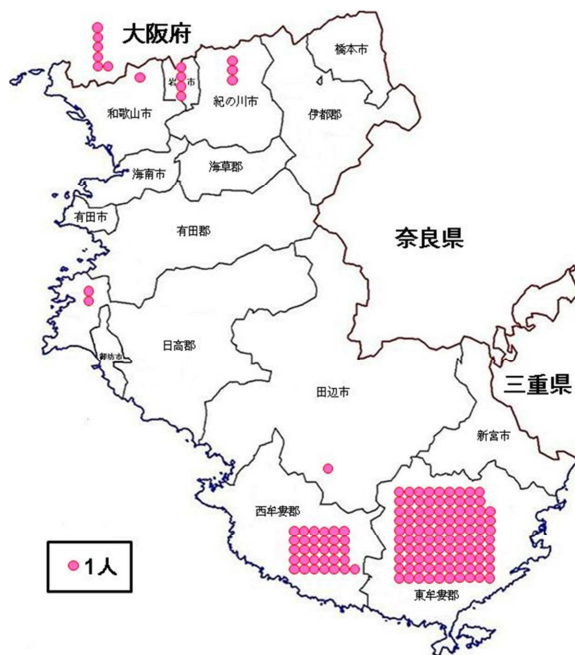 大阪府
橋本市
岩出市
紀の川市
和歌山市
伊都郡
海草郡
海南市
有田市
有田郡
奈良県
日高郡
御坊市
三重県
田辺市
新宮市
西牟婁郡
1人
東牟婁郡